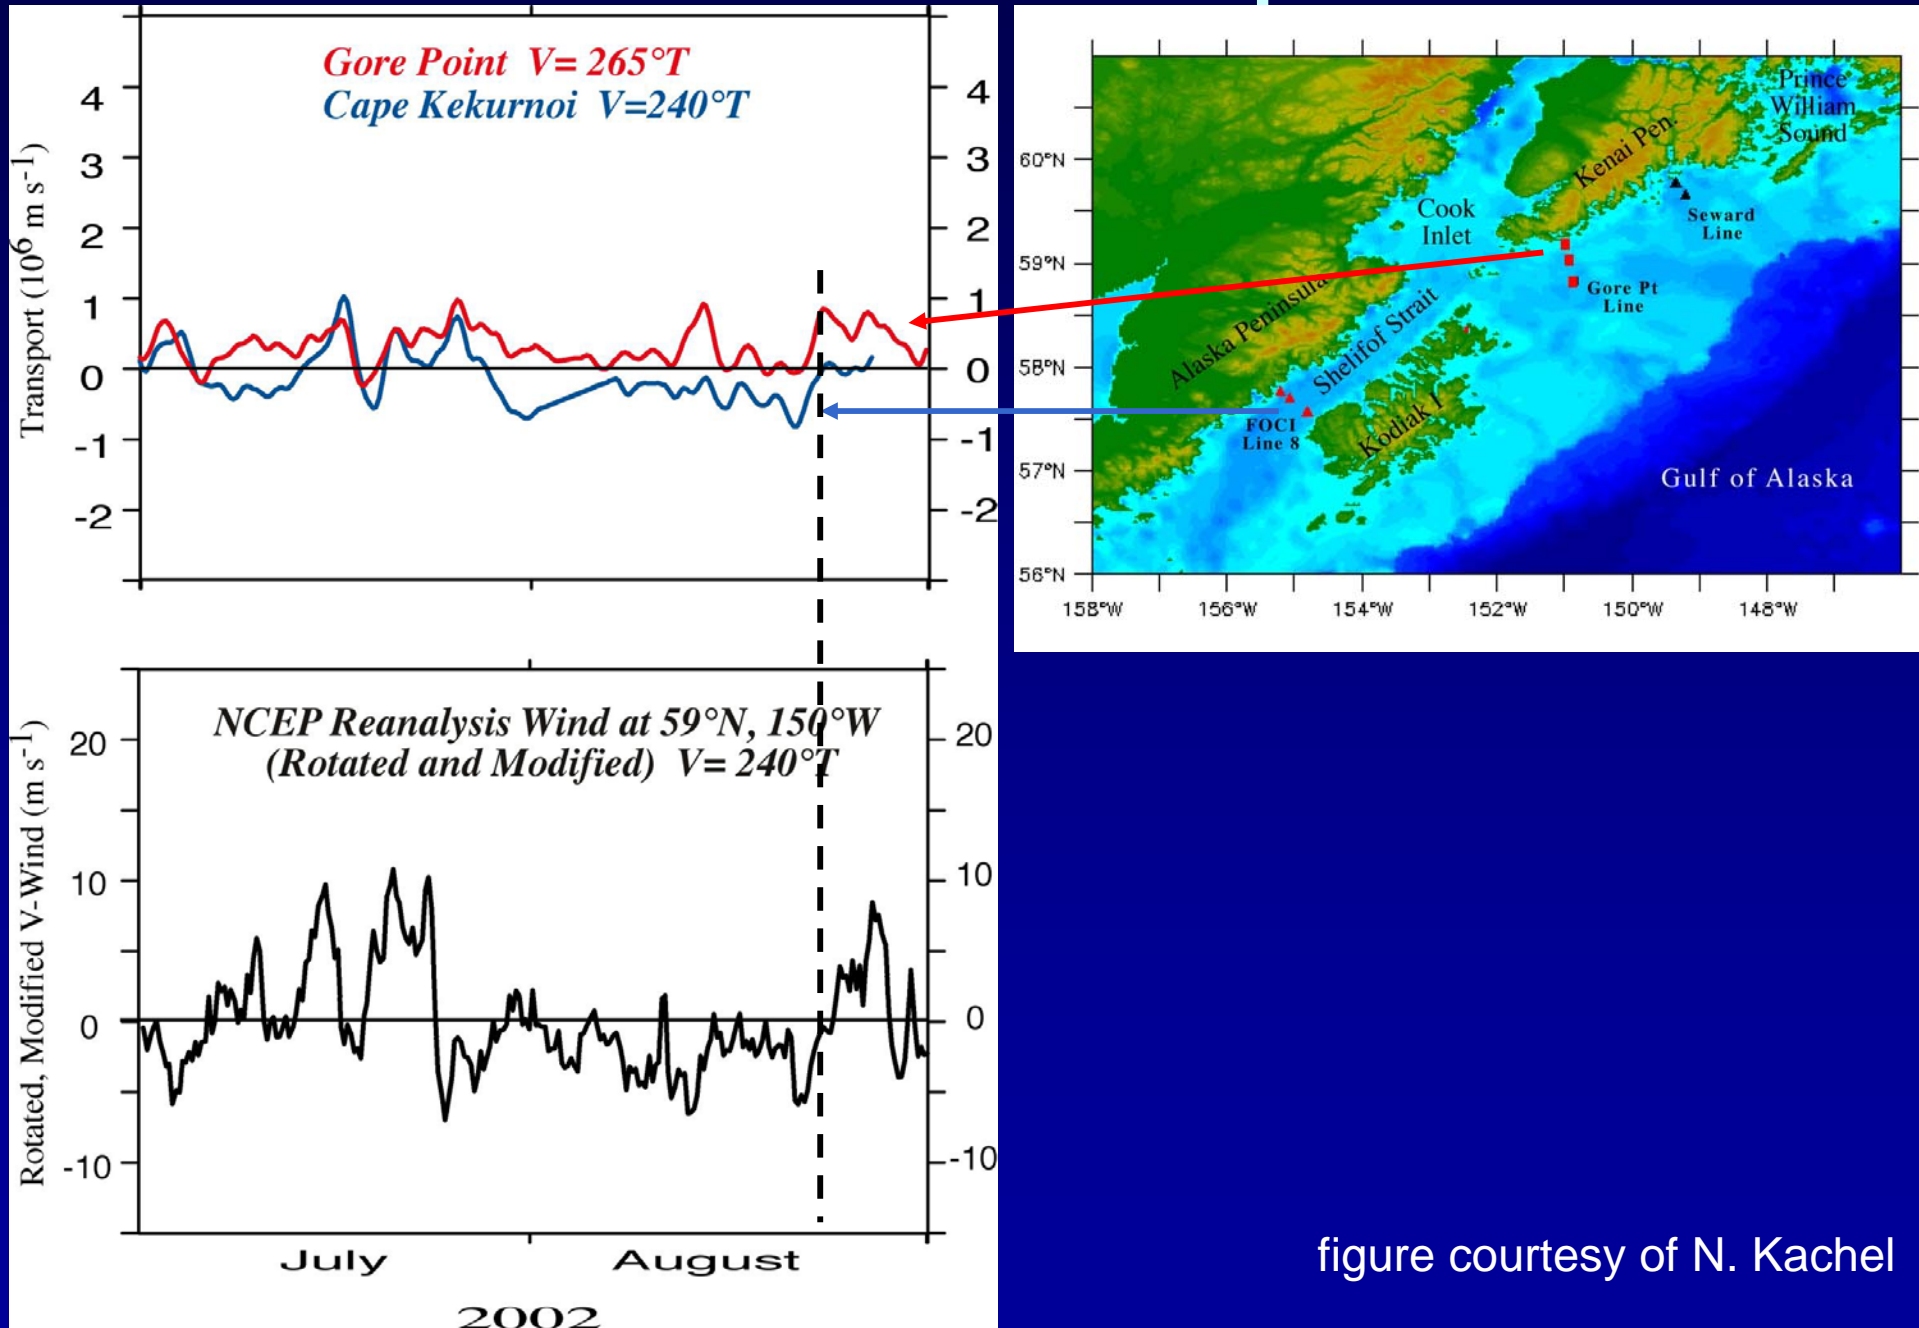 Gore Point V= 265°T
Cape Kekurnoi V=240°T
Transport (10⁶ m s⁻¹)
4
3
2
1
0
-1
-2
4
3
2
1
0
-1
-2
NCEP Reanalysis Wind at 59°N, 150°W
(Rotated and Modified) V= 240°T
Rotated, Modified V-Wind (m s⁻¹)
20
10
0
-10
20
10
0
-10
July
August
2002
Prince
William
Sound
Kenai Pen.
Cook
Inlet
Seward
Line
Gore Pt
Line
Alaska Peninsula
Shelifof Strait
Kodiak I
FOCI
Line 8
Gulf of Alaska
60°N
59°N
58°N
57°N
56°N
158°W
156°W
154°W
152°W
150°W
148°W
figure courtesy of N. Kachel